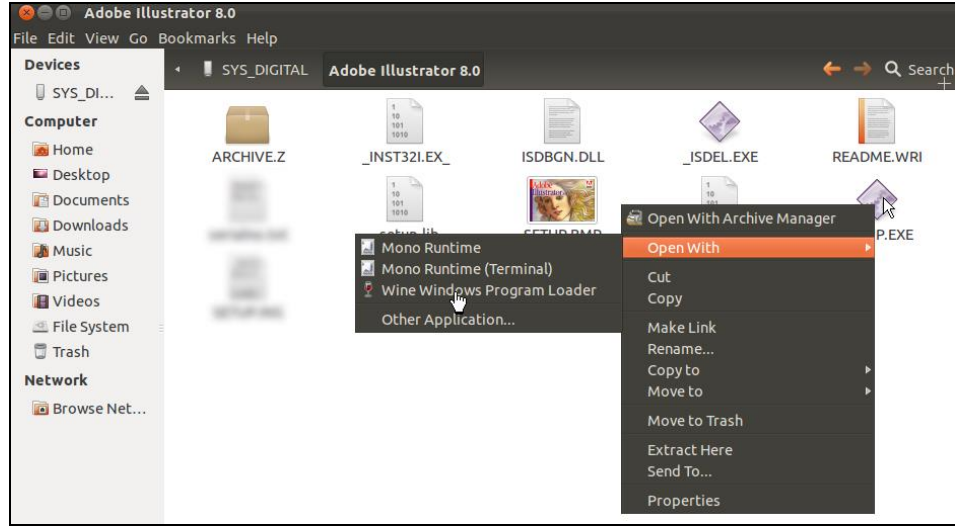 Adobe Illustrator 8.0
File Edit View Go Bookmarks Help
Devices
SYS_DI...
Computer
Home
Desktop
Documents
Downloads
Music
Pictures
Videos
File System
Trash
Network
Browse Net...
SYS_DIGITAL Adobe Illustrator 8.0 Search
ARCHIVE.Z _INST32I.EX_ ISDBGN.DLL _ISDEL.EXE README.WRI
P.EXE
Mono Runtime
Mono Runtime (Terminal)
Wine Windows Program Loader
Other Application...
Open With Archive Manager
Open With
Cut
Copy
Make Link
Rename...
Copy to
Move to
Move to Trash
Extract Here
Send To...
Properties